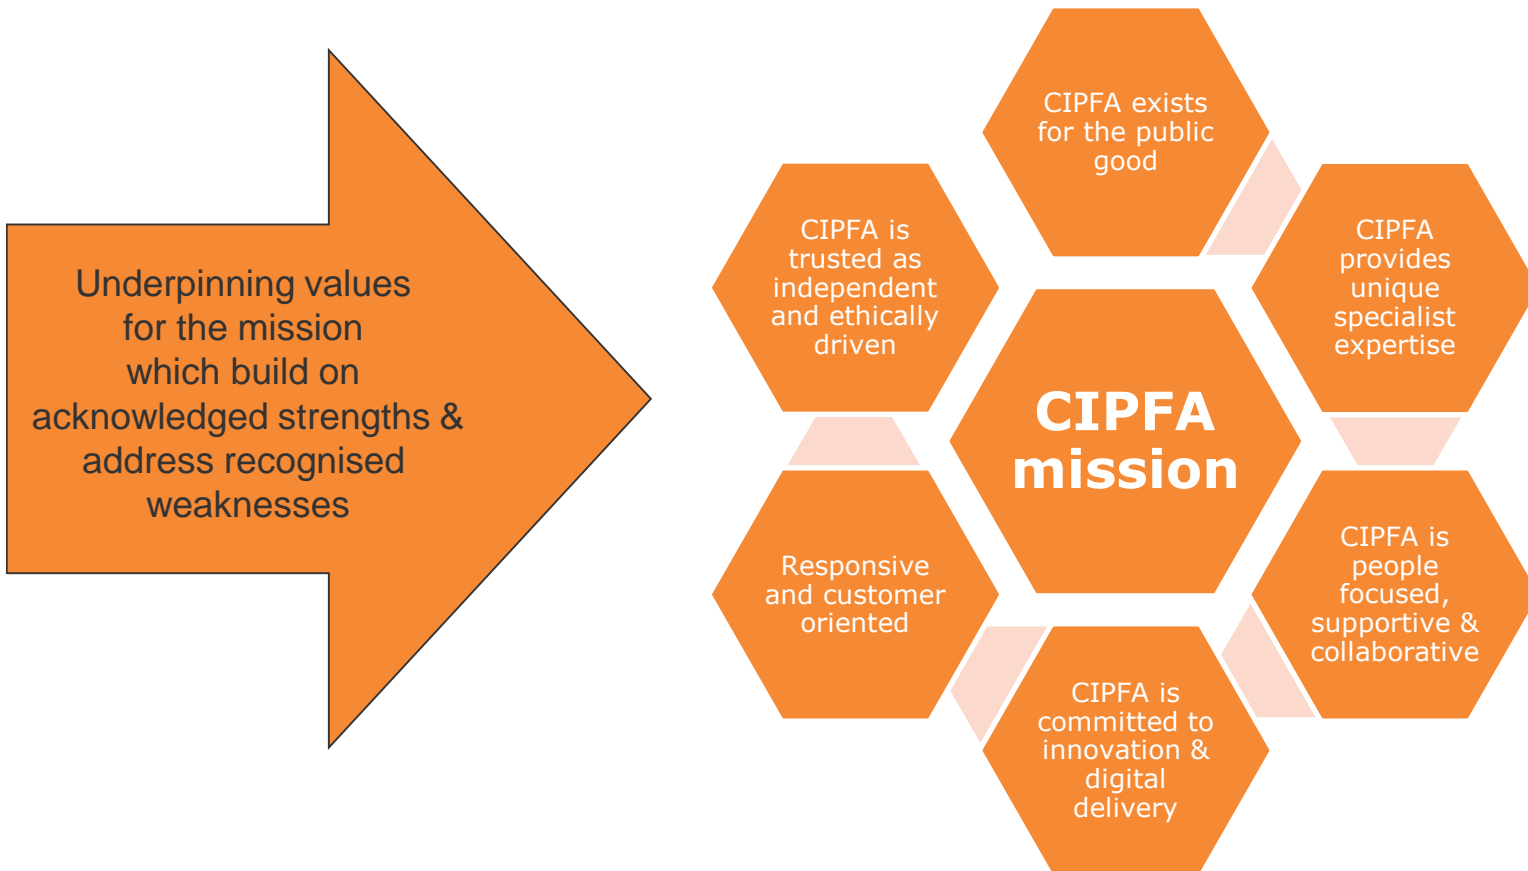 Underpinning values
for the mission
which build on
acknowledged strengths &
address recognised
weaknesses
CIPFA exists
for the public
good
CIPFA
provides
unique
specialist
expertise
CIPFA is
people
focused,
supportive &
collaborative
CIPFA is
committed to
innovation &
digital
delivery
Responsive
and customer
oriented
CIPFA is
trusted as
independent
and ethically
driven
CIPFA
mission